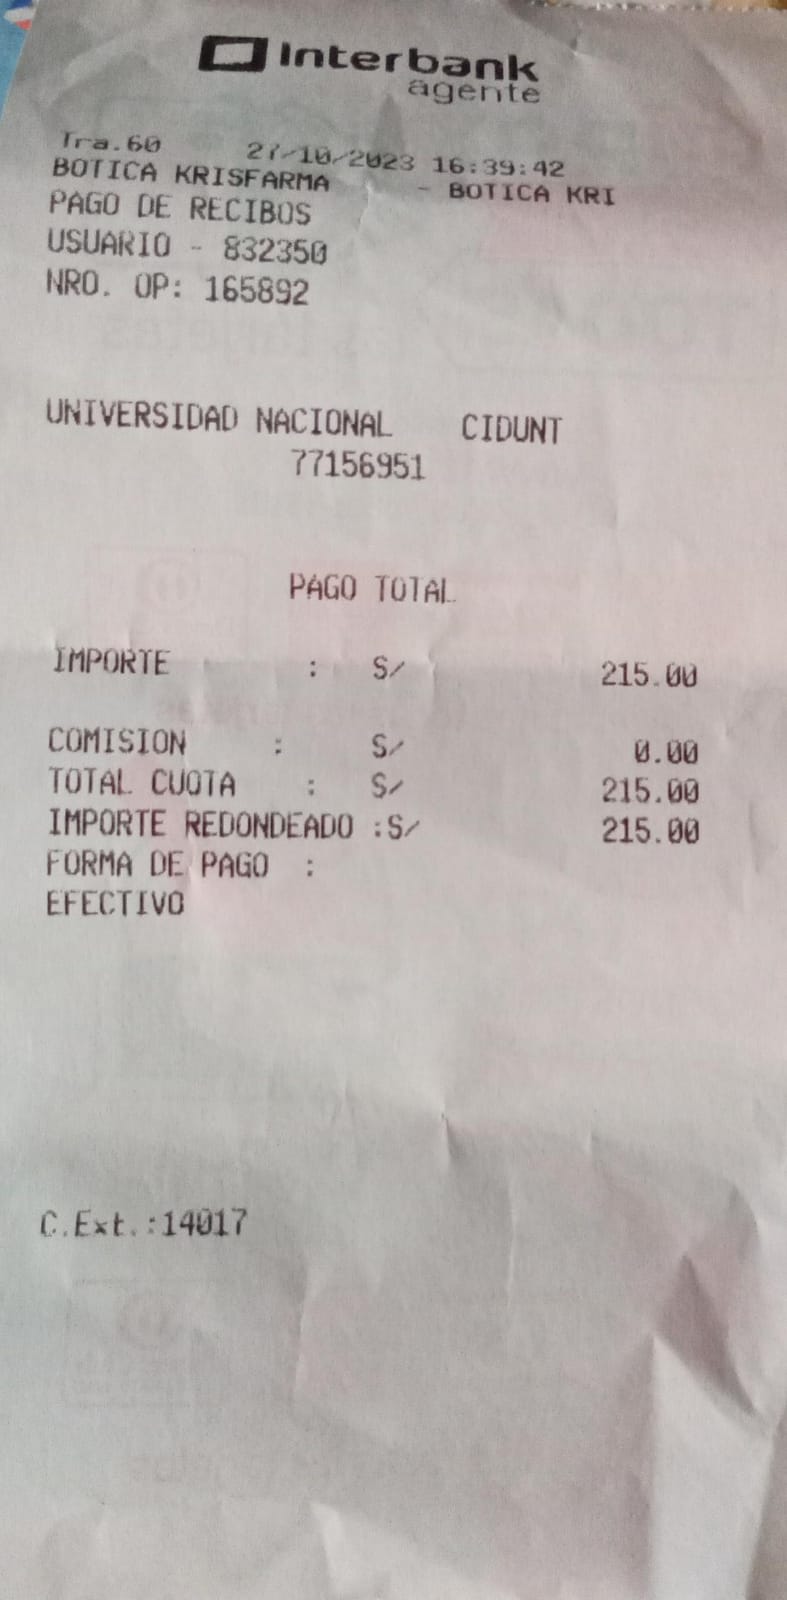 Interbank
agente
Tra.60 27/10/2023 16:39:42
BOTICA KRISFARMA - BOTICA KRI
PAGO DE RECIBOS
USUARIO - 832350
NRO. OP: 165892
UNIVERSIDAD NACIONAL CIDUNT
77156951
PAGO TOTAL
IMPORTE : S/ 215.00
COMISION : S/ 0.00
TOTAL CUOTA : S/ 215.00
IMPORTE REDONDEADO :S/ 215.00
FORMA DE PAGO :
EFECTIVO
C.Ext.:14017